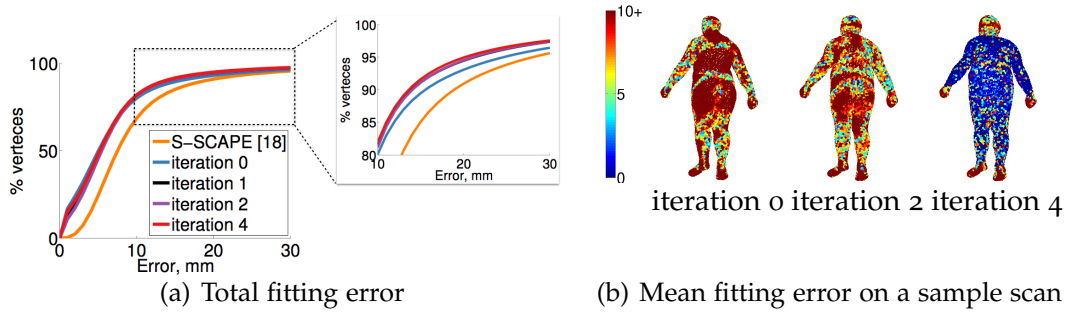 % verteces
100
50
0
0
10
20
30
Error, mm
S-SCAPE [18]
iteration 0
iteration 1
iteration 2
iteration 4
% verteces
100
95
90
85
80
10
20
30
Error, mm
(a) Total fitting error
10+
5
0
iteration 0 iteration 2 iteration 4
(b) Mean fitting error on a sample scan